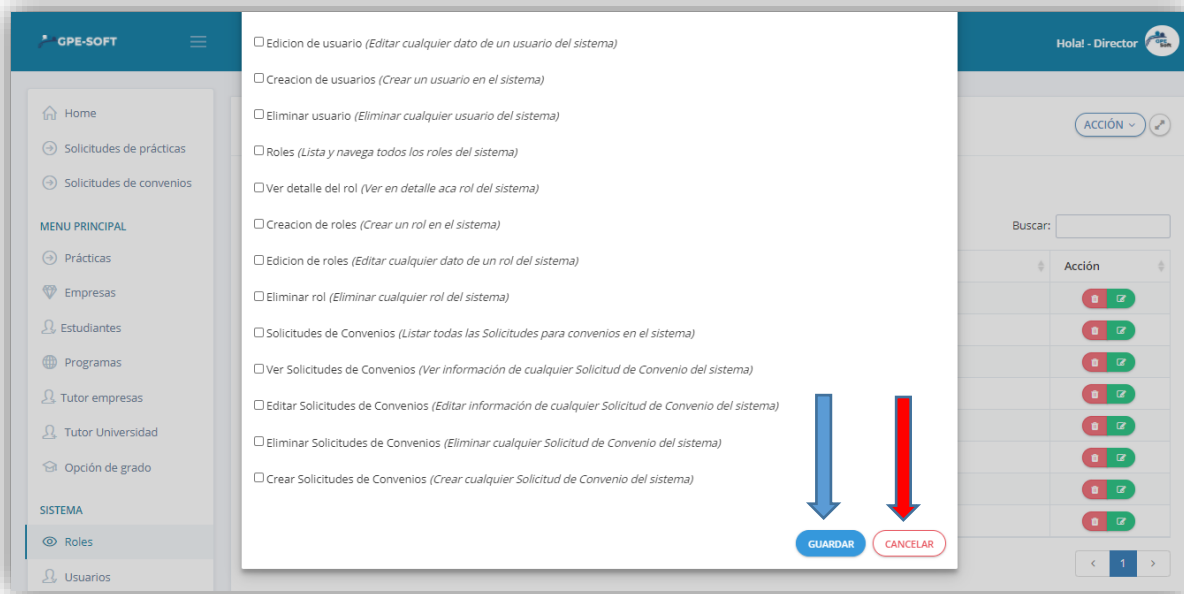 GPE-SOFT
Hola! - Director
GPE
Soft
Home
Solicitudes de prácticas
Solicitudes de convenios
MENU PRINCIPAL
Prácticas
Empresas
Estudiantes
Programas
Tutor empresas
Tutor Universidad
Opción de grado
SISTEMA
Roles
Usuarios
Edicion de usuario (Editar cualquier dato de un usuario del sistema)
Creacion de usuarios (Crear un usuario en el sistema)
Eliminar usuario (Eliminar cualquier usuario del sistema)
Roles (Lista y navega todos los roles del sistema)
Ver detalle del rol (Ver en detalle aca rol del sistema)
Creacion de roles (Crear un rol en el sistema)
Edicion de roles (Editar cualquier dato de un rol del sistema)
Eliminar rol (Eliminar cualquier rol del sistema)
Solicitudes de Convenios (Listar todas las Solicitudes para convenios en el sistema)
Ver Solicitudes de Convenios (Ver información de cualquier Solicitud de Convenio del sistema)
Editar Solicitudes de Convenios (Editar información de cualquier Solicitud de Convenio del sistema)
Eliminar Solicitudes de Convenios (Eliminar cualquier Solicitud de Convenio del sistema)
Crear Solicitudes de Convenios (Crear cualquier Solicitud de Convenio del sistema)
GUARDAR CANCELAR
ACCIÓN
Buscar:
Acción
< 1 >